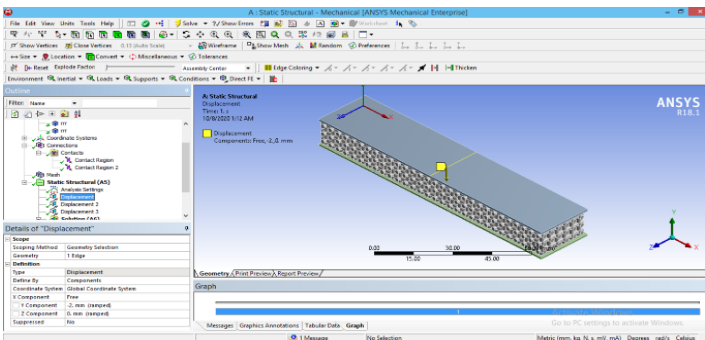 A : Static Structural - Mechanical [ANSYS Mechanical Enterprise]
File Edit View Units Tools Help Solve ?/Show Errors Worksheet
Show Vertices Close Vertices 0.13 (Auto Scale) Wireframe Show Mesh Random Preferences
Size Location Convert Miscellaneous Tolerances
Reset Explode Factor Assembly Center Edge Coloring Thicken
Environment Inertial Loads Supports Conditions Direct FE
Outline
Filter: Name
Coordinate Systems
Connections
Contacts
Contact Region
Contact Region 2
Mesh
Static Structural (A5)
Analysis Settings
Displacement
Displacement 2
Displacement 3
Solution (A6)
Details of "Displacement"
Scope
Scoping Method Geometry Selection
Geometry 1 Edge
Definition
Type Displacement
Define By Components
Coordinate System Global Coordinate System
X Component Free
Y Component -2. mm (ramped)
Z Component 0. mm (ramped)
Suppressed No
A: Static Structural
Displacement
Time: 1. s
10/8/2020 1:12 AM
Displacement
Components: Free,-2.,0. mm
ANSYS
R18.1
0.00 30.00
15.00 45.00
Y
Z X
Geometry Print Preview Report Preview
Graph
1
Activate Windows
Go to PC settings to activate Windows.
Messages Graphics Annotations Tabular Data Graph
1 Message No Selection Metric (mm, kg, N, s, mV, mA) Degrees rad/s Celsius